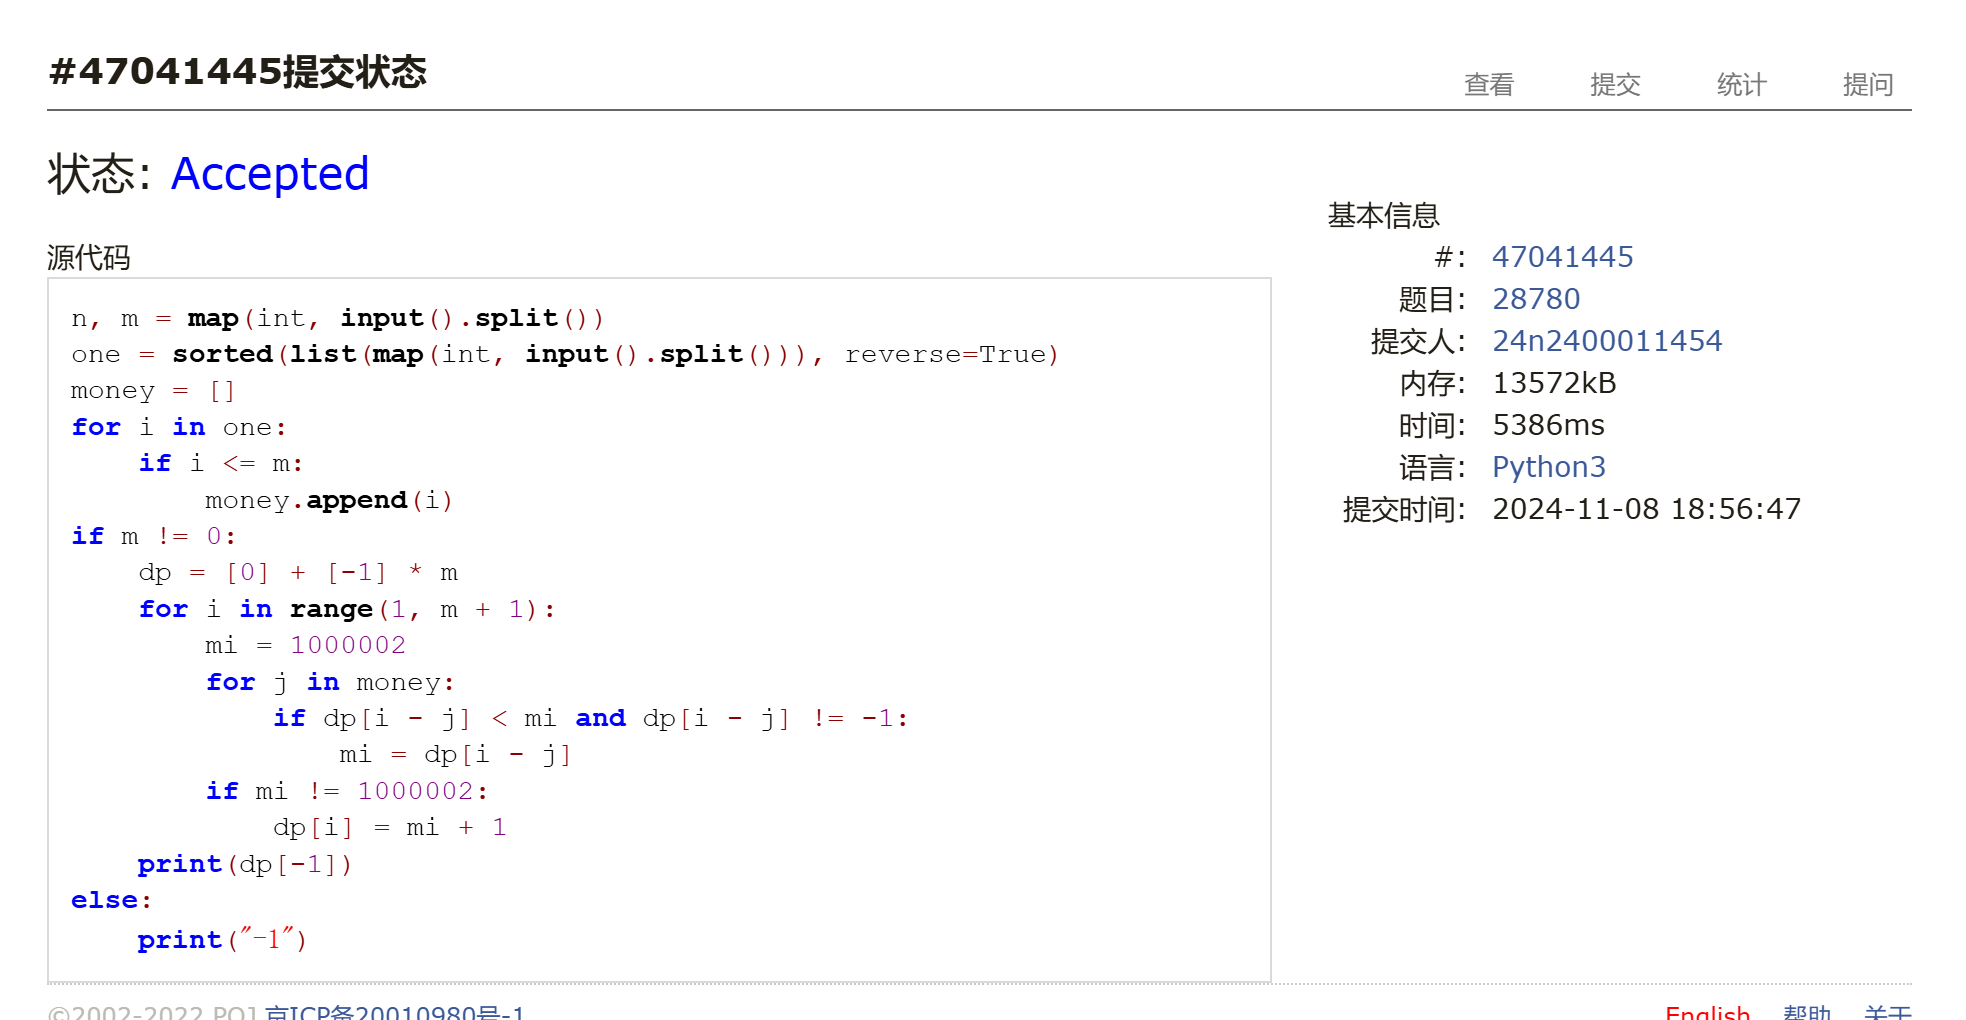 #47041445提交状态
查看 提交 统计 提问
状态: Accepted
源代码
n, m = map(int, input().split())
one = sorted(list(map(int, input().split())), reverse=True)
money = []
for i in one:
    if i <= m:
        money.append(i)
if m != 0:
    dp = [0] + [-1] * m
    for i in range(1, m + 1):
        mi = 1000002
        for j in money:
            if dp[i - j] < mi and dp[i - j] != -1:
                mi = dp[i - j]
        if mi != 1000002:
            dp[i] = mi + 1
    print(dp[-1])
else:
    print("-1")
基本信息
#: 47041445
题目: 28780
提交人: 24n2400011454
内存: 13572kB
时间: 5386ms
语言: Python3
提交时间: 2024-11-08 18:56:47
©2002-2022 POJ 京ICP备20010980号-1
English 帮助 关于